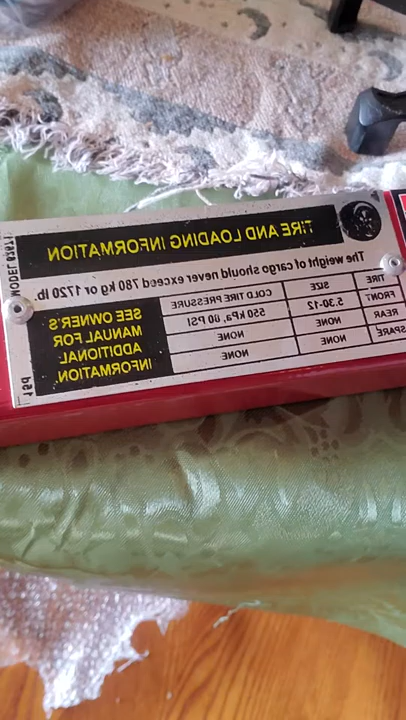 TIRE AND LOADING INFORMATION
The weight of cargo should never exceed 780 kg or 1720 lb.
TIRE SIZE COLD TIRE PRESSURE
FRONT 5.30-12 550 kPa, 80 PSI
REAR NONE NONE
SPARE NONE NONE
SEE OWNER'S
MANUAL FOR
ADDITIONAL
INFORMATION.
MODEL